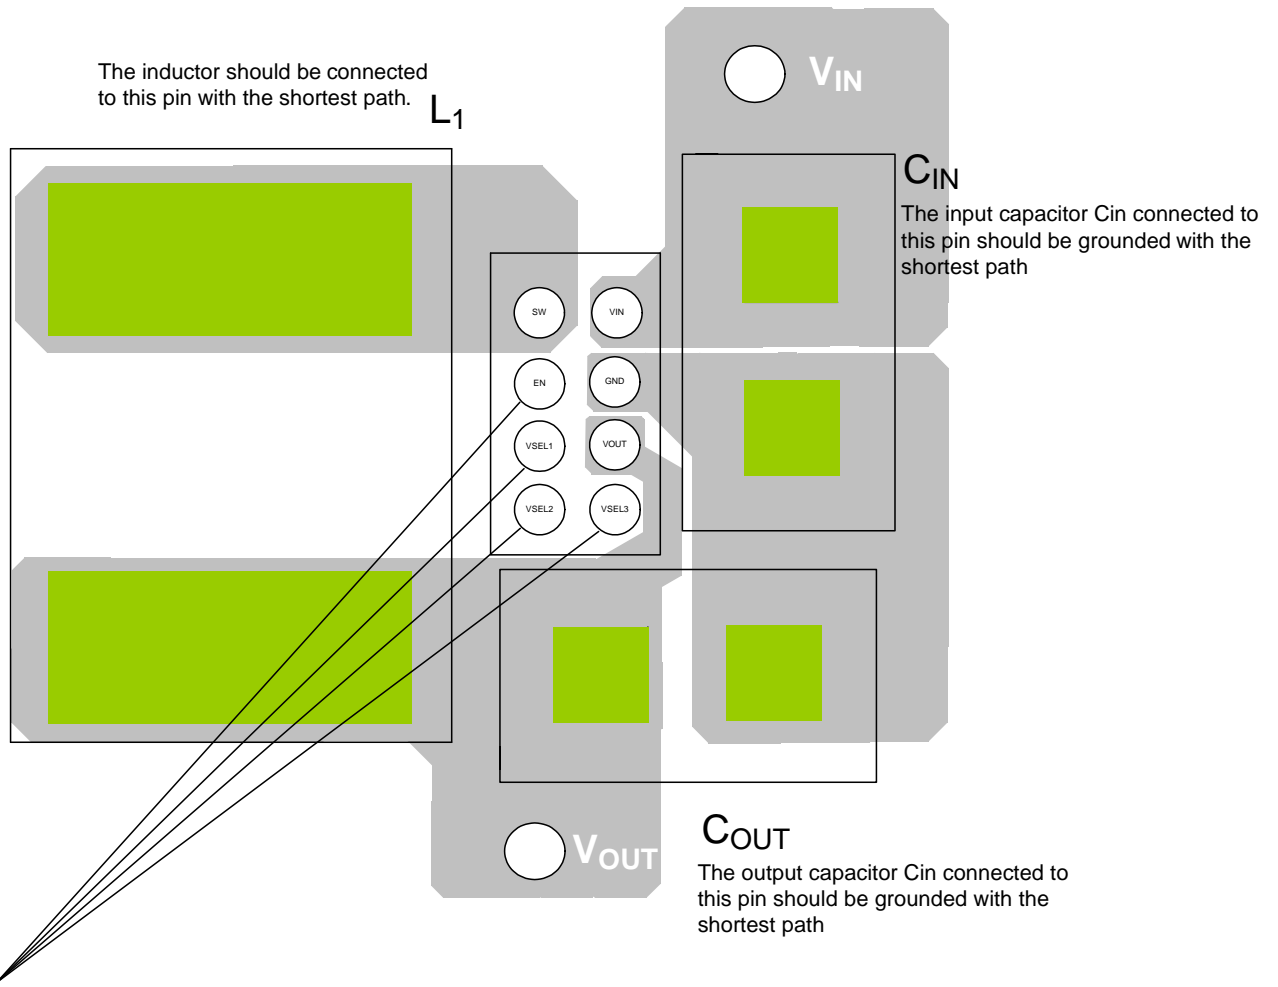 The inductor should be connected
to this pin with the shortest path.
L1
VIN
CIN
The input capacitor Cin connected to
this pin should be grounded with the
shortest path
SW
VIN
EN
GND
VSEL1
VOUT
VSEL2
VSEL3
VOUT
COUT
The output capacitor Cin connected to
this pin should be grounded with the
shortest path